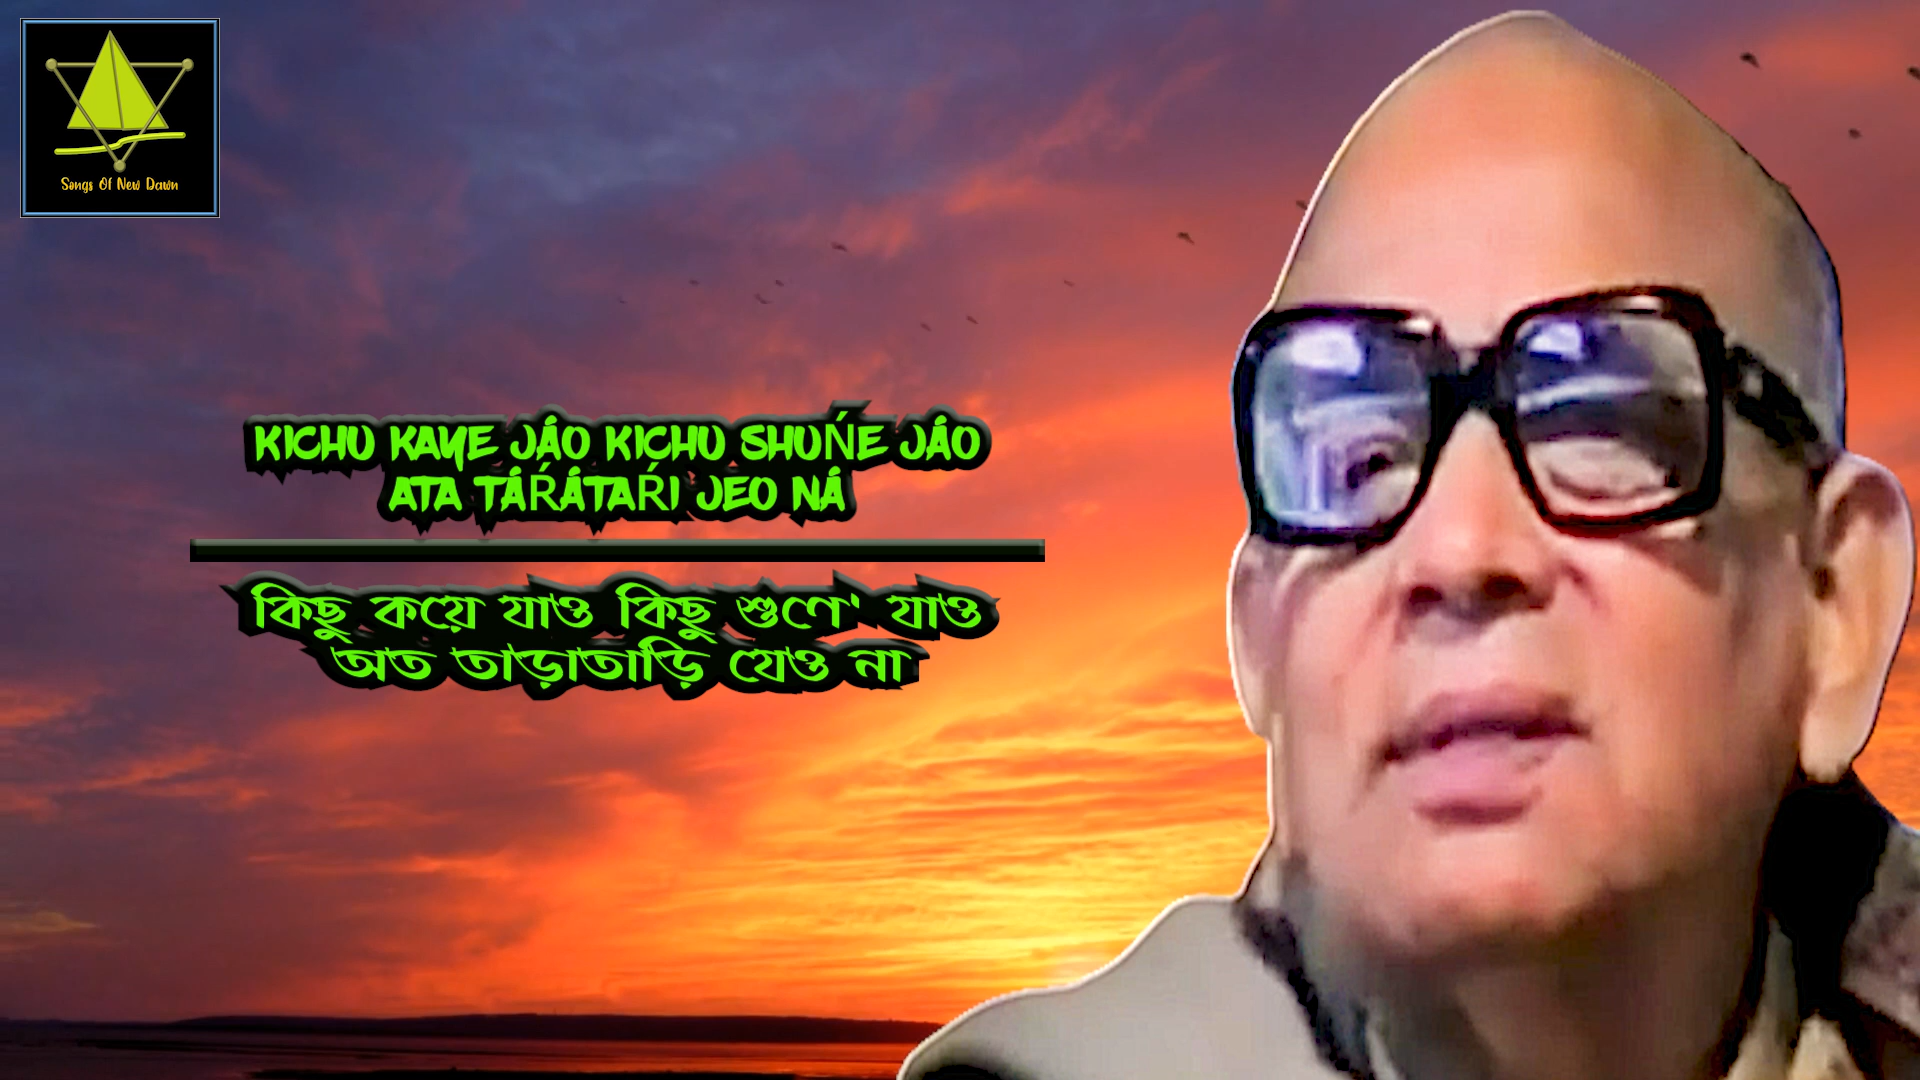 Songs Of New Dawn
KICHU KAYE JÁO KICHU SHUŃE JÁO
ATA TÁŔÁTAŔI JEO NÁ
কিছু কয়ে যাও কিছু শুণে' যাও
অত তাড়াতাড়ি যেও না